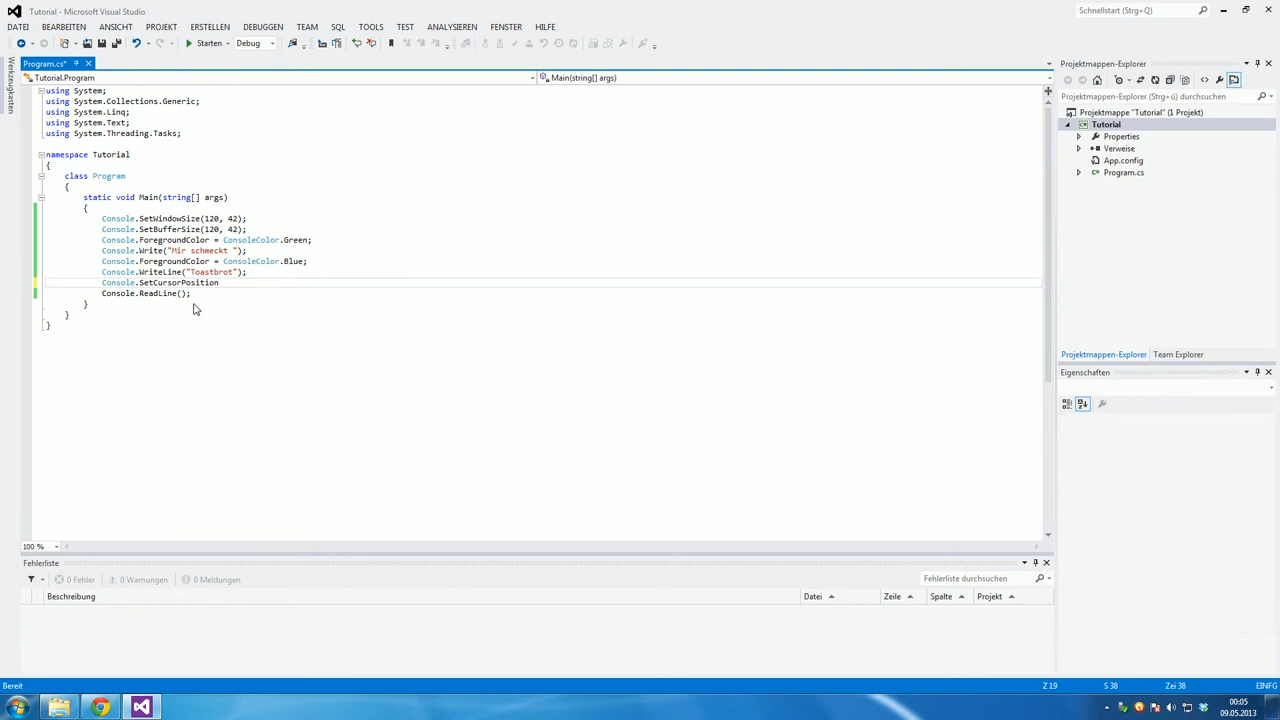 Tutorial - Microsoft Visual Studio
Schnellstart (Strg+Q)
DATEI BEARBEITEN ANSICHT PROJEKT ERSTELLEN DEBUGGEN TEAM SQL TOOLS TEST ANALYSIEREN FENSTER HILFE
Starten Debug
Werkzeugkasten
Program.cs*
Tutorial.Program
Main(string[] args)
using System;
using System.Collections.Generic;
using System.Linq;
using System.Text;
using System.Threading.Tasks;
namespace Tutorial
{
class Program
{
static void Main(string[] args)
{
Console.SetWindowSize(120, 42);
Console.SetBufferSize(120, 42);
Console.ForegroundColor = ConsoleColor.Green;
Console.Write("Mir schmeckt ");
Console.ForegroundColor = ConsoleColor.Blue;
Console.WriteLine("Toastbrot");
Console.SetCursorPosition
Console.ReadLine();
}
}
}
100 %
Projektmappen-Explorer
Projektmappen-Explorer (Strg+ü) durchsuchen
Projektmappe "Tutorial" (1 Projekt)
Tutorial
Properties
Verweise
App.config
Program.cs
Projektmappen-Explorer Team Explorer
Eigenschaften
Fehlerliste
0 Fehler 0 Warnungen 0 Meldungen
Fehlerliste durchsuchen
Beschreibung Datei Zeile Spalte Projekt
Bereit Z 19 S 38 Zei 38 EINFG
00:05
09.05.2013